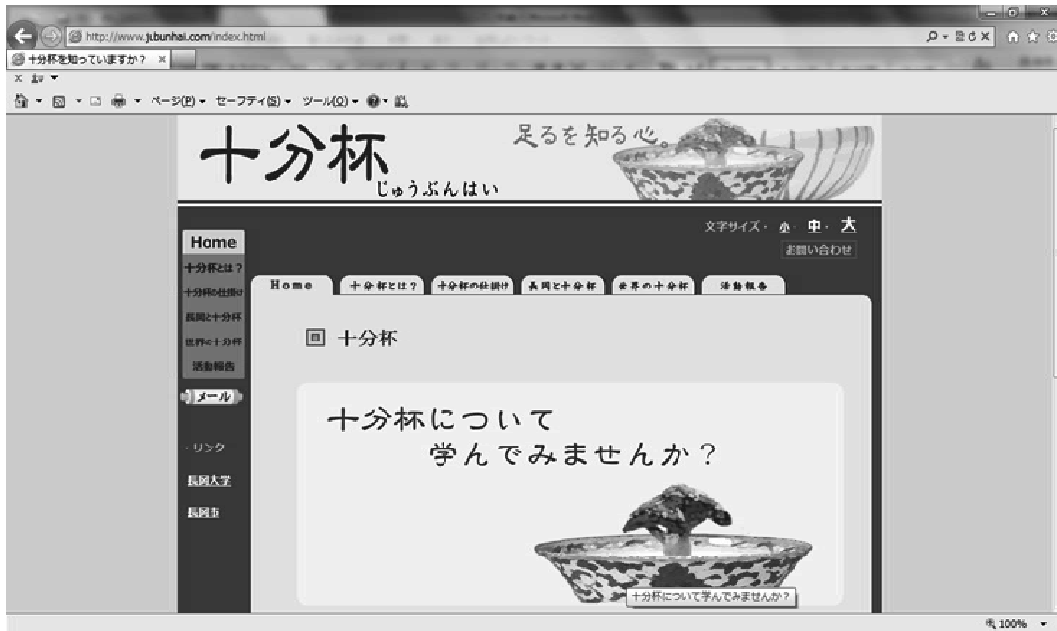 http://www.jubunhai.com/index.html
十分杯を知っていますか？
ページ(P) セーフティ(S) ツール(O)
十分杯
じゅうぶんはい
足るを知る心。
文字サイズ・ 小・ 中・ 大
お問い合わせ
Home
十分杯とは？
十分杯の仕掛け
長岡と十分杯
世界の十分杯
活動報告
メール
・リンク
長岡大学
長岡市
Home 十分杯とは？ 十分杯の仕掛け 長岡と十分杯 世界の十分杯 活動報告
十分杯
十分杯について
学んでみませんか？
十分杯について学んでみませんか？
100%